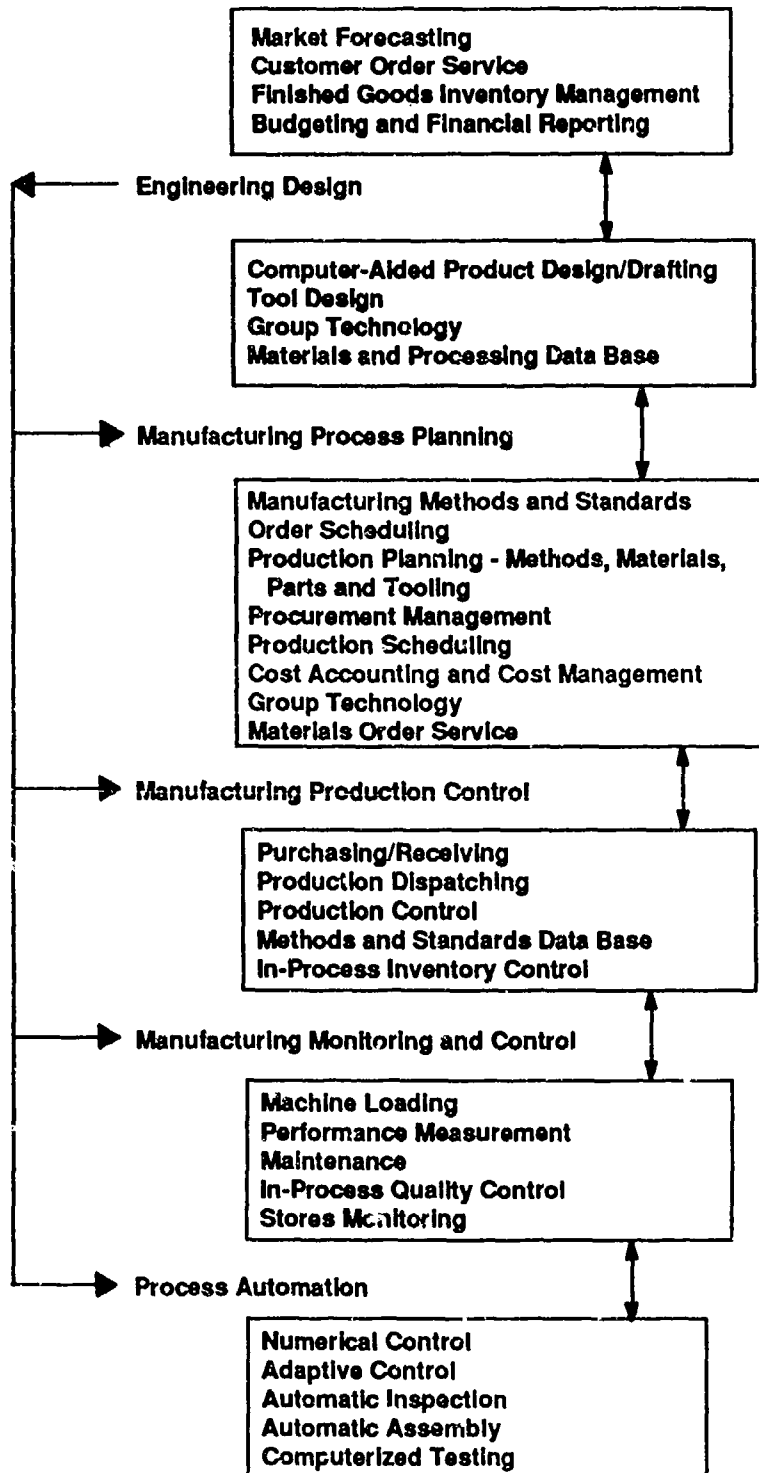 Market Forecasting
Customer Order Service
Finished Goods Inventory Management
Budgeting and Financial Reporting
Engineering Design
Computer-Aided Product Design/Drafting
Tool Design
Group Technology
Materials and Processing Data Base
Manufacturing Process Planning
Manufacturing Methods and Standards
Order Scheduling
Production Planning - Methods, Materials,
Parts and Tooling
Procurement Management
Production Scheduling
Cost Accounting and Cost Management
Group Technology
Materials Order Service
Manufacturing Production Control
Purchasing/Receiving
Production Dispatching
Production Control
Methods and Standards Data Base
In-Process Inventory Control
Manufacturing Monitoring and Control
Machine Loading
Performance Measurement
Maintenance
In-Process Quality Control
Stores Monitoring
Process Automation
Numerical Control
Adaptive Control
Automatic Inspection
Automatic Assembly
Computerized Testing